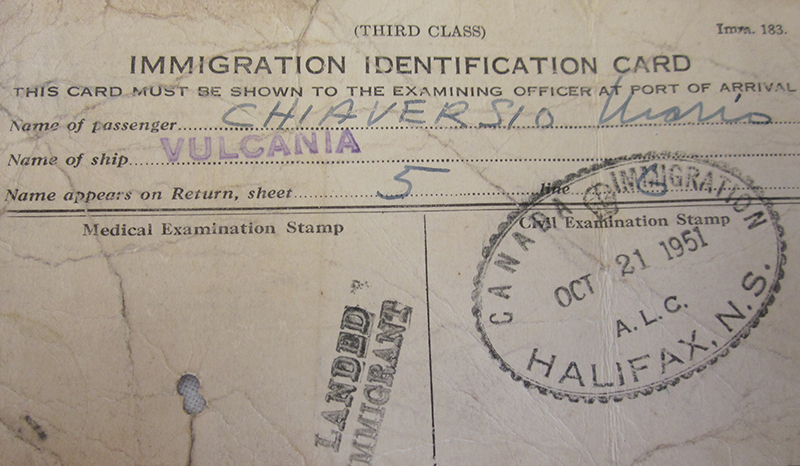 (THIRD CLASS) Imm. 183.
IMMIGRATION IDENTIFICATION CARD
THIS CARD MUST BE SHOWN TO THE EXAMINING OFFICER AT PORT OF ARRIVAL
Name of passenger CHIAVERSIO Mario
Name of ship VULCANIA
Name appears on Return, sheet 5 line 6
Medical Examination Stamp
Civil Examination Stamp
CANADA IMMIGRATION
OCT 21 1951
A.L.C.
HALIFAX, N.S.
LANDED
IMMIGRANT